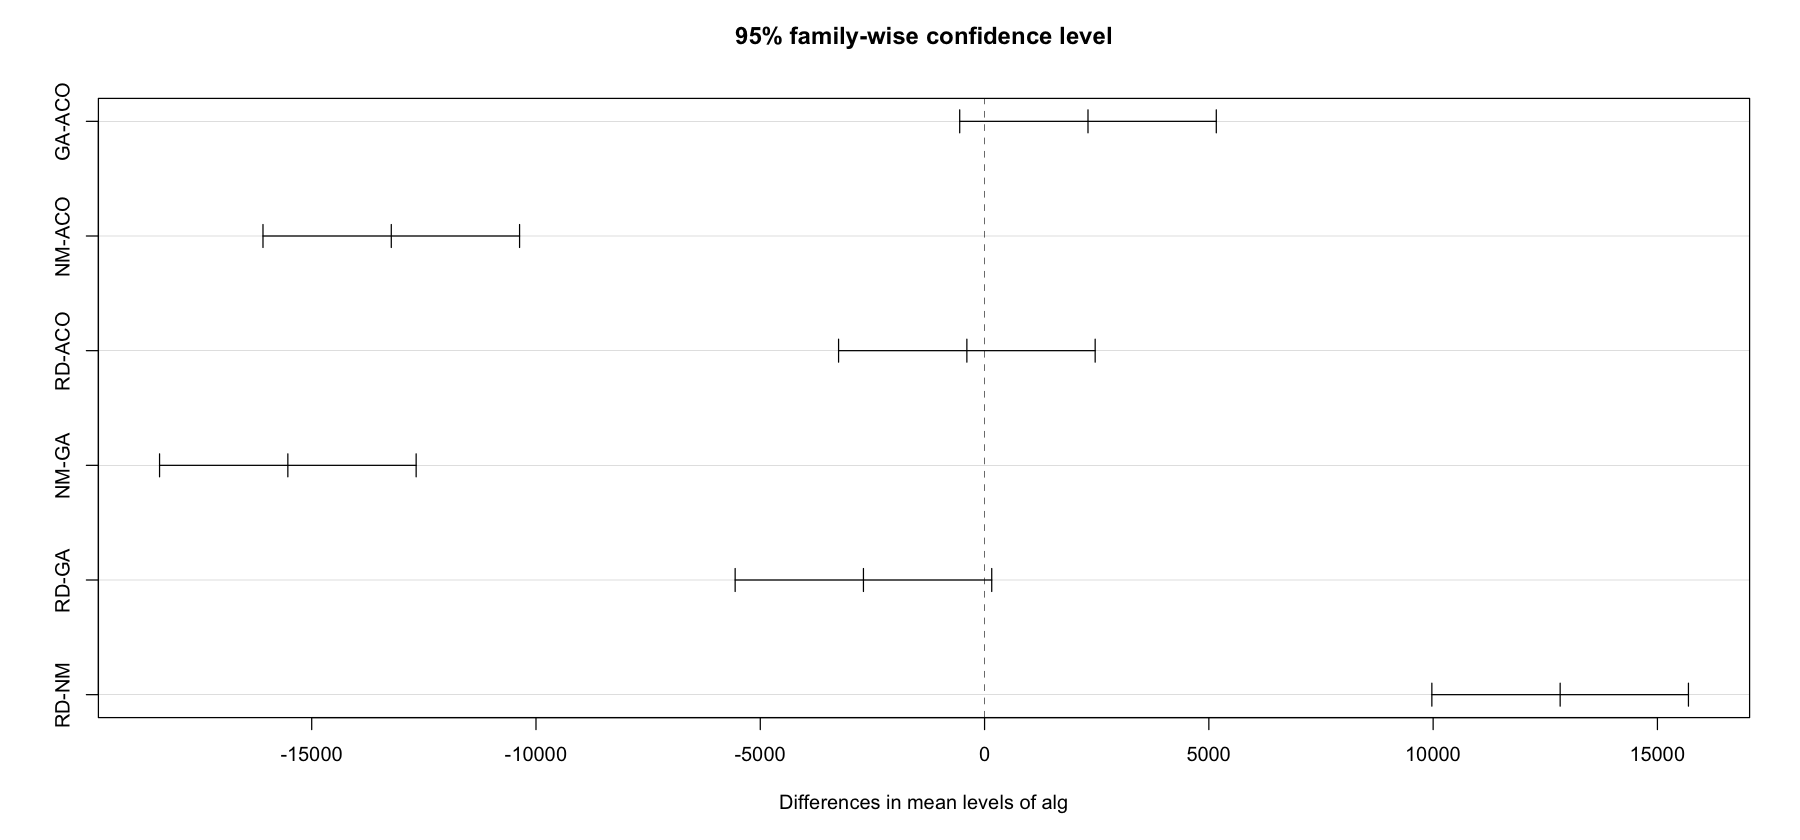 95% family-wise confidence level
GA-ACO
NM-ACO
RD-ACO
NM-GA
RD-GA
RD-NM
-15000 -10000 -5000 0 5000 10000 15000
Differences in mean levels of alg